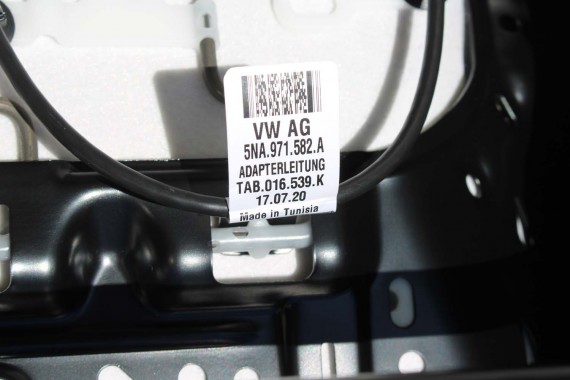 VW AG
5NA.971.582.A
ADAPTERLEITUNG
TAB.016.539.K
17.07.20
Made in Tunisia